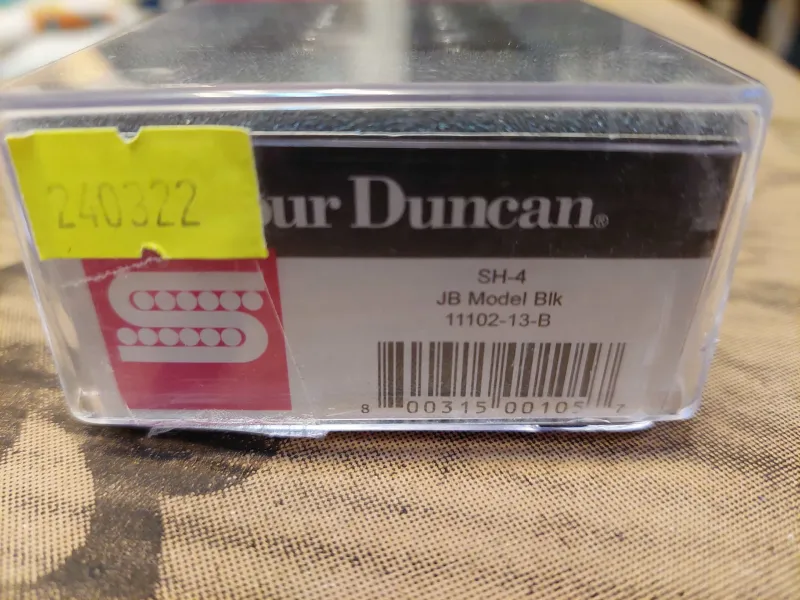 240322
our Duncan®
SH-4
JB Model Blk
11102-13-B
8 00315 00105 7